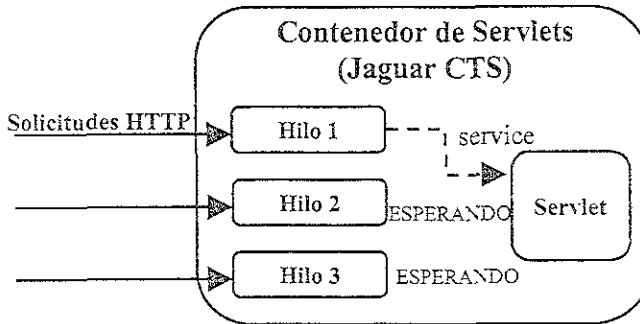 Contenedor de Servlets
(Jaguar CTS)
Solicitudes HTTP
Hilo 1
service
Hilo 2
ESPERANDO
Servlet
Hilo 3
ESPERANDO